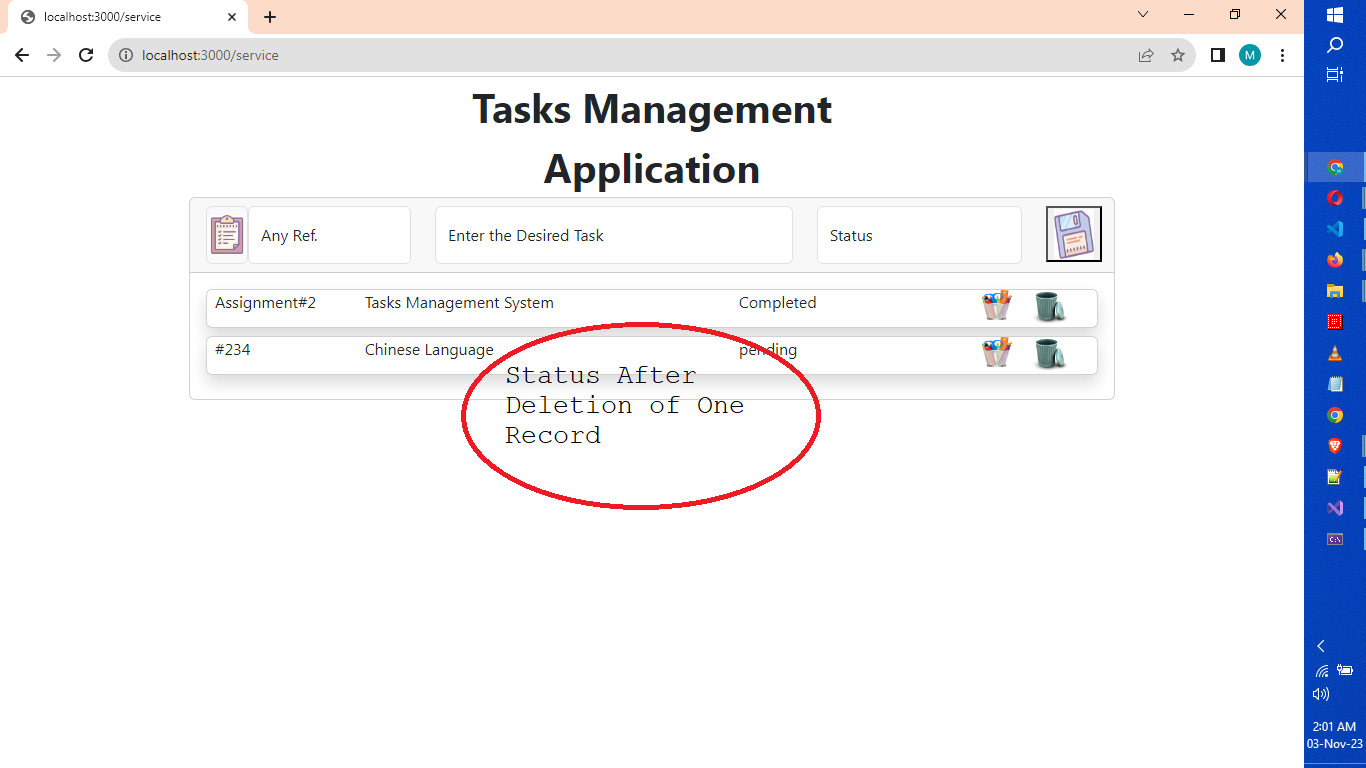 localhost:3000/service
localhost:3000/service
M
Tasks Management
Application
Any Ref.
Enter the Desired Task
Status
Assignment#2 Tasks Management System Completed
#234 Chinese Language pending
Status After
Deletion of One
Record
2:01 AM
03-Nov-23